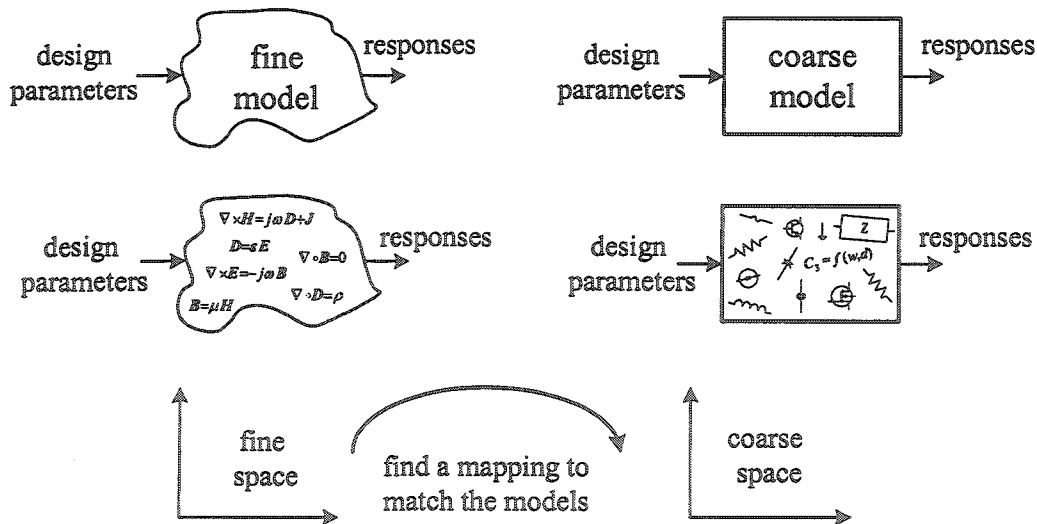 design
parameters
fine
model
responses
design
parameters
coarse
model
responses
design
parameters
∇×H=jωD+J
D=εE
∇∘B=0
∇×E=-jωB
∇∘D=ρ
B=μH
responses
design
parameters
Z
C₃=f(w,d)
responses
fine
space
find a mapping to
match the models
coarse
space